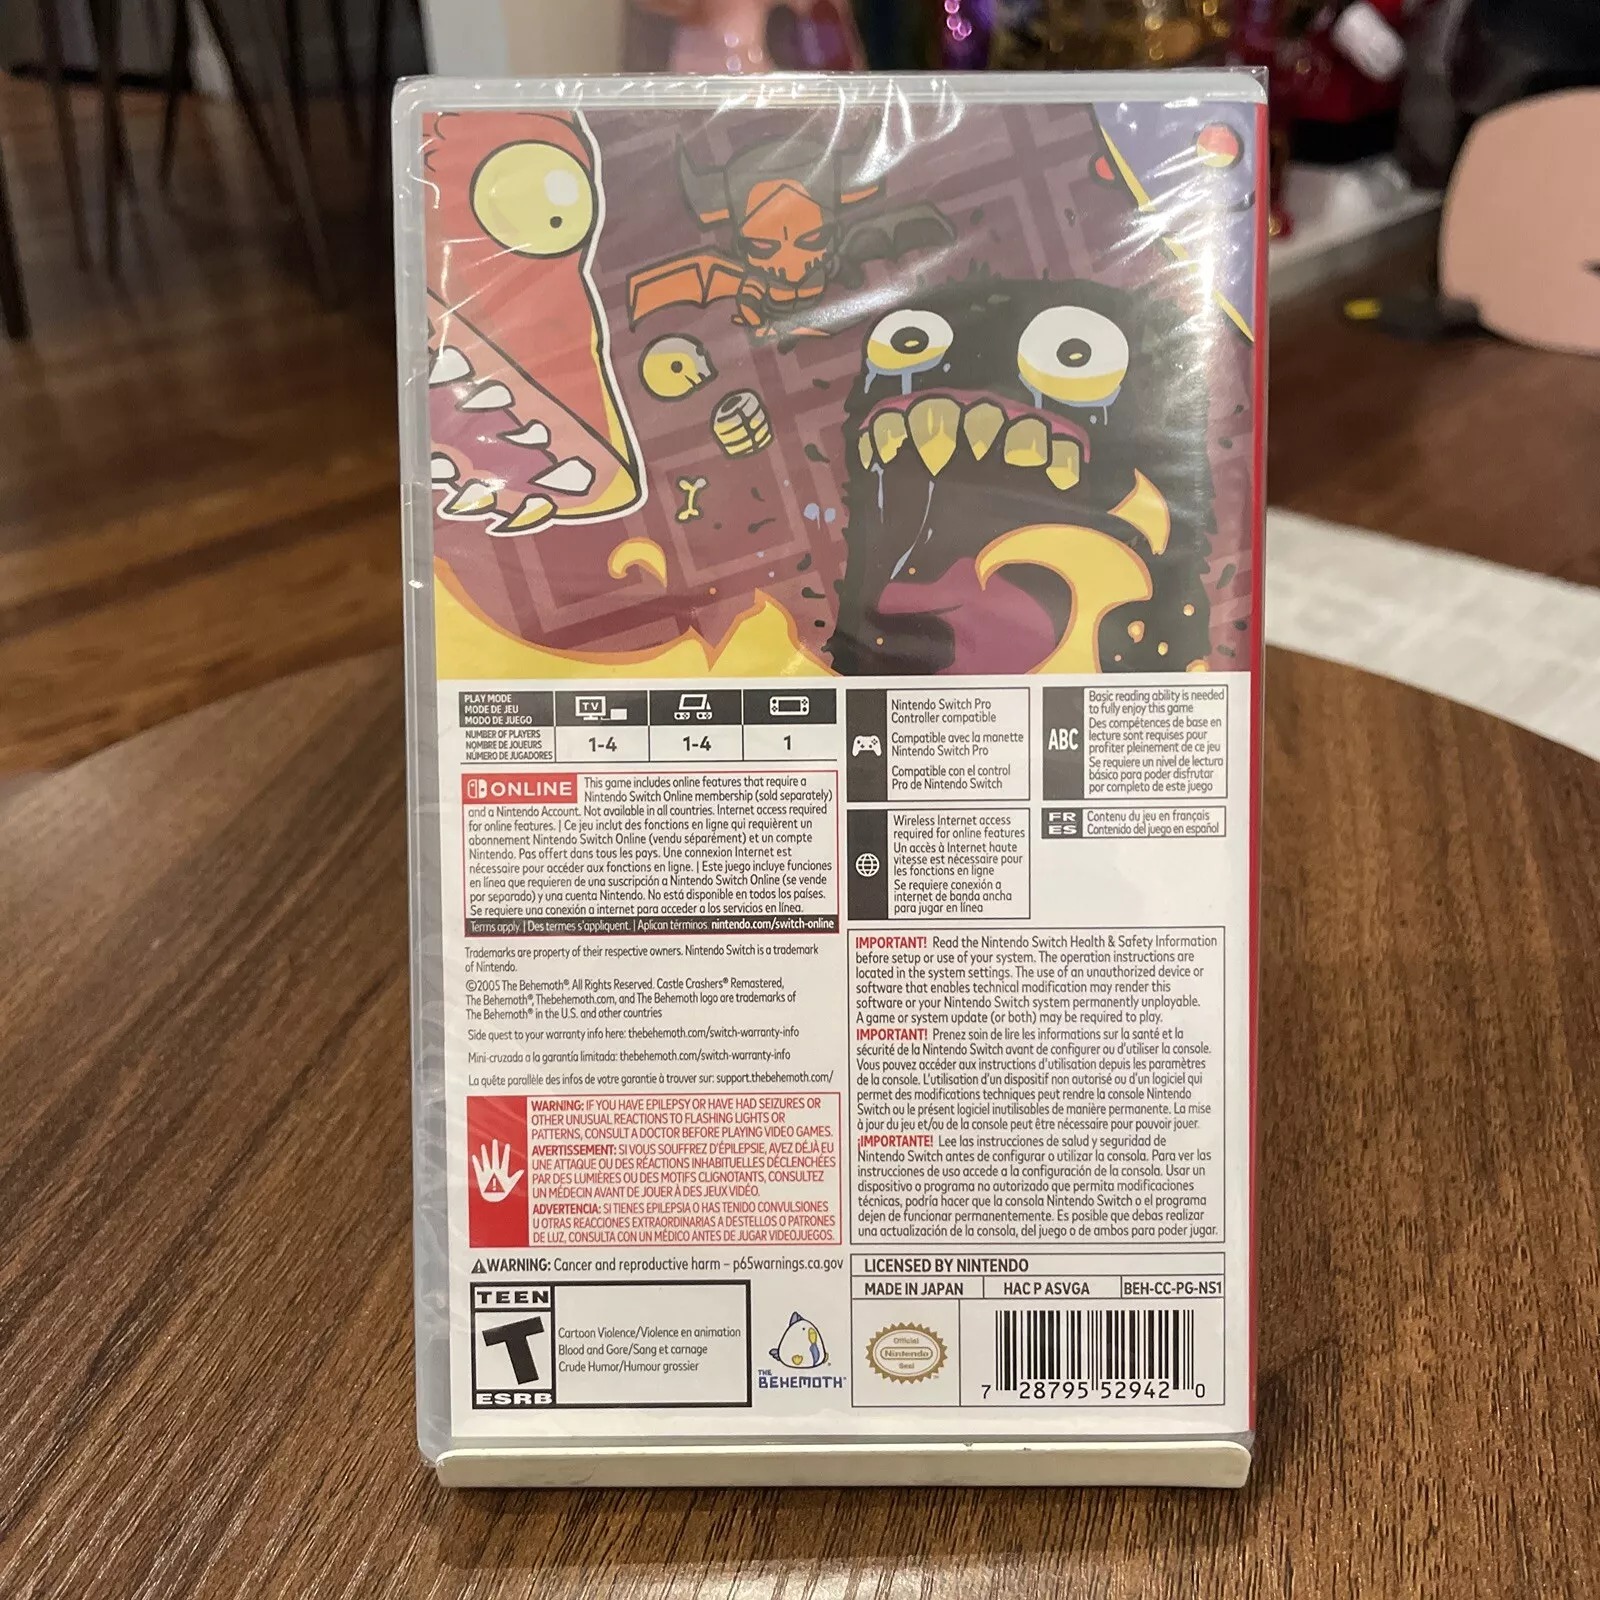 PLAY MODE
MODE DE JEU
MODO DE JUEGO
TV
NUMBER OF PLAYERS
NOMBRE DE JOUEURS
NÚMERO DE JUGADORES
1-4
1-4
1
ONLINE
This game includes online features that require a
Nintendo Switch Online membership (sold separately)
and a Nintendo Account. Not available in all countries. Internet access required
for online features. | Ce jeu inclut des fonctions en ligne qui requièrent un
abonnement Nintendo Switch Online (vendu séparément) et un compte
Nintendo. Pas offert dans tous les pays. Une connexion Internet est
nécessaire pour accéder aux fonctions en ligne. | Este juego incluye funciones
en línea que requieren de una suscripción a Nintendo Switch Online (se vende
por separado) y una cuenta Nintendo. No está disponible en todos los países.
Se requiere una conexión a internet para acceder a los servicios en línea.
Terms apply. | Des termes s'appliquent. | Aplican términos. nintendo.com/switch-online
Trademarks are property of their respective owners. Nintendo Switch is a trademark
of Nintendo.
©2005 The Behemoth®. All Rights Reserved. Castle Crashers® Remastered,
The Behemoth®, Thebehemoth.com, and The Behemoth logo are trademarks of
The Behemoth® in the U.S. and other countries
Side quest to your warranty info here: thebehemoth.com/switch-warranty-info
Mini-cruzada a la garantía limitada: thebehemoth.com/switch-warranty-info
La quête parallèle des infos de votre garantie à trouver sur: support.thebehemoth.com/
WARNING: IF YOU HAVE EPILEPSY OR HAVE HAD SEIZURES OR
OTHER UNUSUAL REACTIONS TO FLASHING LIGHTS OR
PATTERNS, CONSULT A DOCTOR BEFORE PLAYING VIDEO GAMES.
AVERTISSEMENT: SI VOUS SOUFFREZ D'ÉPILEPSIE, AVEZ DÉJÀ EU
UNE ATTAQUE OU DES RÉACTIONS INHABITUELLES DÉCLENCHÉES
PAR DES LUMIÈRES OU DES MOTIFS CLIGNOTANTS, CONSULTEZ
UN MÉDECIN AVANT DE JOUER À DES JEUX VIDÉO.
ADVERTENCIA: SI TIENES EPILEPSIA O HAS TENIDO CONVULSIONES
U OTRAS REACCIONES EXTRAORDINARIAS A DESTELLOS O PATRONES
DE LUZ, CONSULTA CON UN MÉDICO ANTES DE JUGAR VIDEOJUEGOS.
⚠WARNING: Cancer and reproductive harm – p65warnings.ca.gov
TEEN
T
ESRB
Cartoon Violence/Violence en animation
Blood and Gore/Sang et carnage
Crude Humor/Humour grossier
THE
BEHEMOTH™
Nintendo Switch Pro
Controller compatible
Compatible avec la manette
Nintendo Switch Pro
Compatible con el control
Pro de Nintendo Switch
Wireless Internet access
required for online features
Un accès à Internet haute
vitesse est nécessaire pour
les fonctions en ligne
Se requiere conexión a
internet de banda ancha
para jugar en línea
ABC
Basic reading ability is needed
to fully enjoy this game
Des compétences de base en
lecture sont requises pour
profiter pleinement de ce jeu
Se requiere un nivel de lectura
básico para poder disfrutar
por completo de este juego
FR
ES
Contenu du jeu en français
Contenido del juego en español
IMPORTANT! Read the Nintendo Switch Health & Safety Information
before setup or use of your system. The operation instructions are
located in the system settings. The use of an unauthorized device or
software that enables technical modification may render this
software or your Nintendo Switch system permanently unplayable.
A game or system update (or both) may be required to play.
IMPORTANT! Prenez soin de lire les informations sur la santé et la
sécurité de la Nintendo Switch avant de configurer ou d'utiliser la console.
Vous pouvez accéder aux instructions d'utilisation depuis les paramètres
de la console. L'utilisation d'un dispositif non autorisé ou d'un logiciel qui
permet des modifications techniques peut rendre la console Nintendo
Switch ou le présent logiciel inutilisables de manière permanente. La mise
à jour du jeu et/ou de la console peut être nécessaire pour pouvoir jouer.
¡IMPORTANTE! Lee las instrucciones de salud y seguridad de
Nintendo Switch antes de configurar o utilizar la consola. Para ver las
instrucciones de uso accede a la configuración de la consola. Usar un
dispositivo o programa no autorizado que permita modificaciones
técnicas, podría hacer que la consola Nintendo Switch o el programa
dejen de funcionar permanentemente. Es posible que debas realizar
una actualización de la consola, del juego o de ambos para poder jugar.
LICENSED BY NINTENDO
MADE IN JAPAN
HAC P ASVGA
BEH-CC-PG-NS1
Official
Nintendo
Seal
7 28795 52942 0